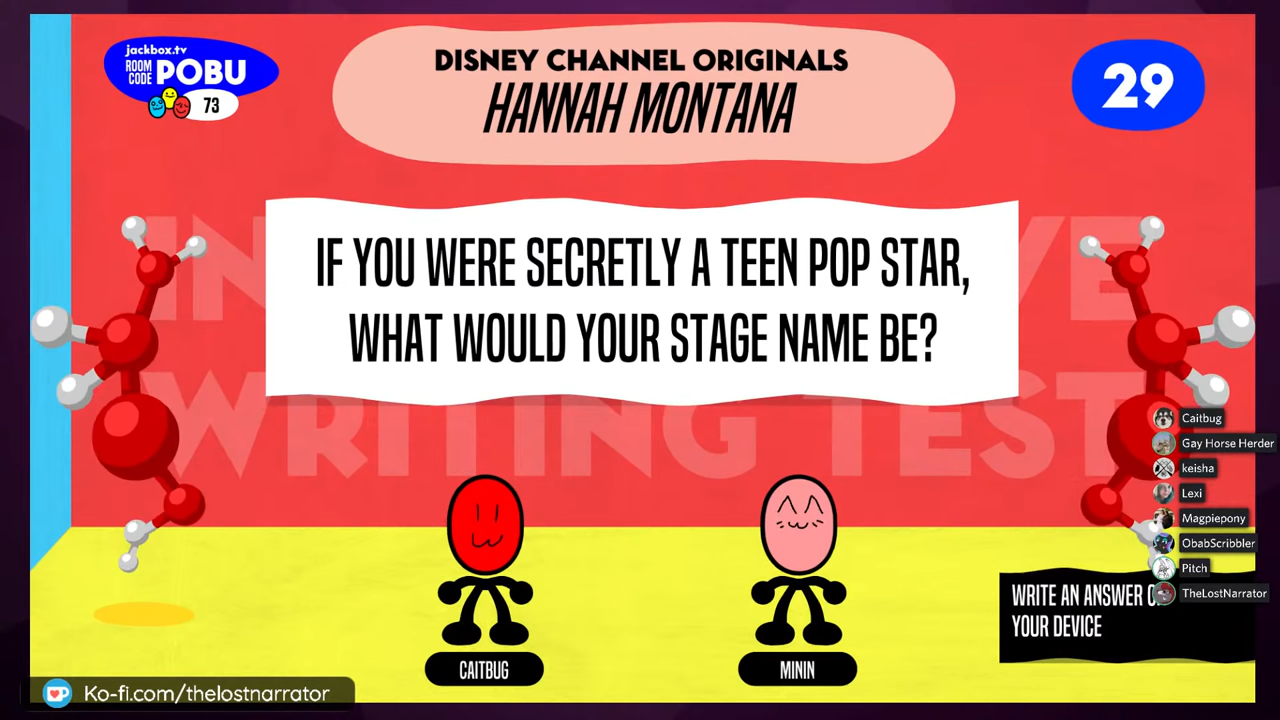 jackbox.tv
ROOM CODE POBU
73
DISNEY CHANNEL ORIGINALS
HANNAH MONTANA
29
IF YOU WERE SECRETLY A TEEN POP STAR,
WHAT WOULD YOUR STAGE NAME BE?
WRITING TEST
Caitbug
Gay Horse Herder
keisha
Lexi
Magpiepony
ObabScribbler
Pitch
TheLostNarrator
WRITE AN ANSWER
YOUR DEVICE
CAITBUG
MININ
Ko-fi.com/thelostnarrator